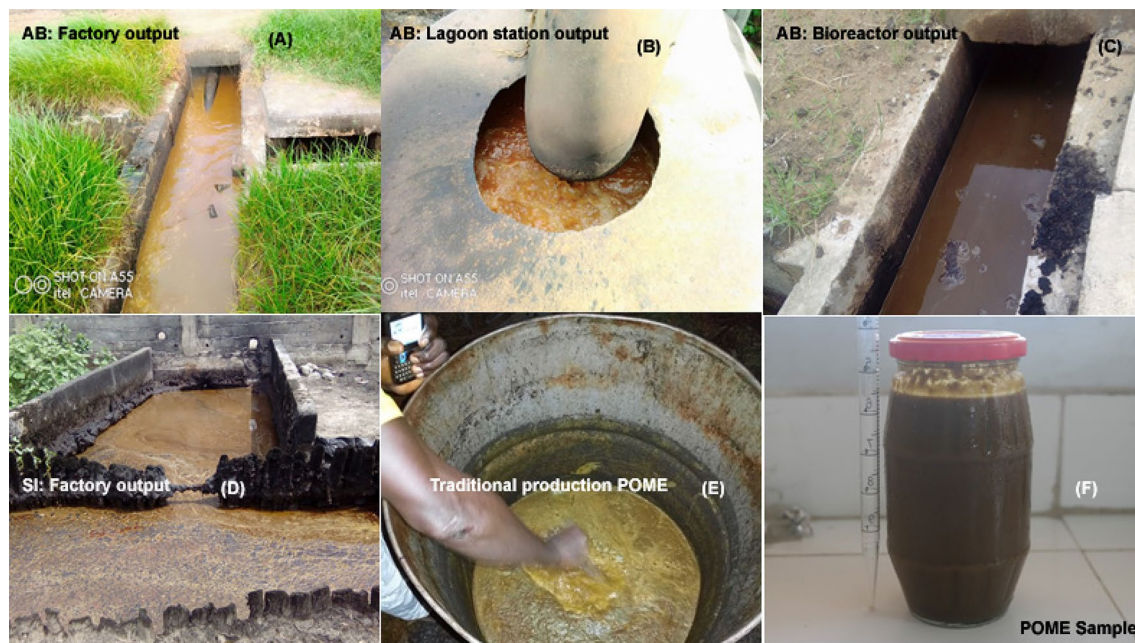 AB: Factory output
(A)
AB: Lagoon station output
(B)
AB: Bioreactor output
(C)
SHOT ON A55
itel CAMERA
SHOT ON A55
itel CAMERA
SI: Factory output
(D)
Traditional production POME
(E)
(F)
POME Sample